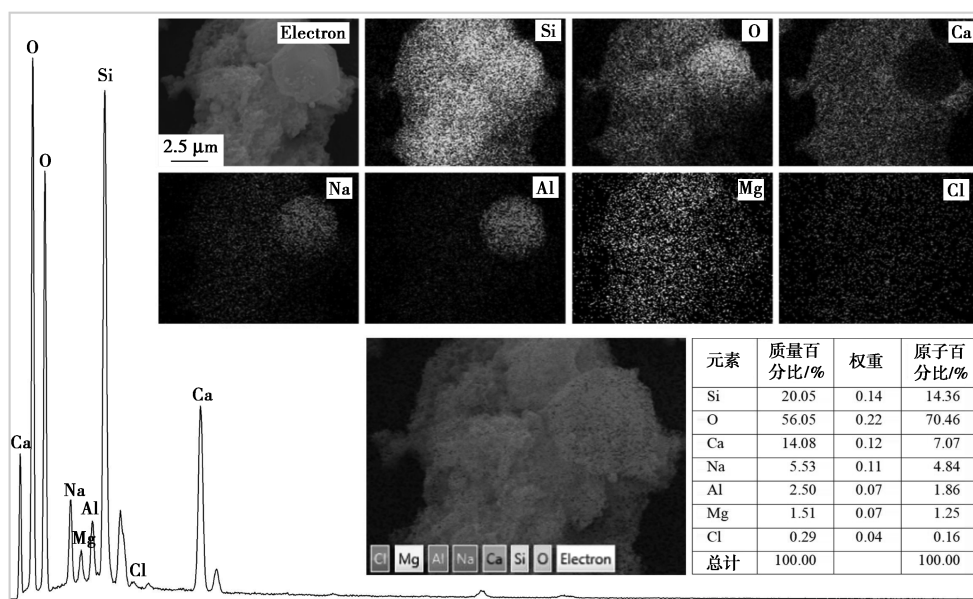 O
Si
O
Ca
Na
Mg
Al
Cl
Ca
Electron
2.5 μm
Si
O
Ca
Na
Al
Mg
Cl
Cl Mg Al Na Ca Si O Electron
元素 质量百分比/% 权重 原子百分比/%
Si 20.05 0.14 14.36
O 56.05 0.22 70.46
Ca 14.08 0.12 7.07
Na 5.53 0.11 4.84
Al 2.50 0.07 1.86
Mg 1.51 0.07 1.25
Cl 0.29 0.04 0.16
总计 100.00 100.00